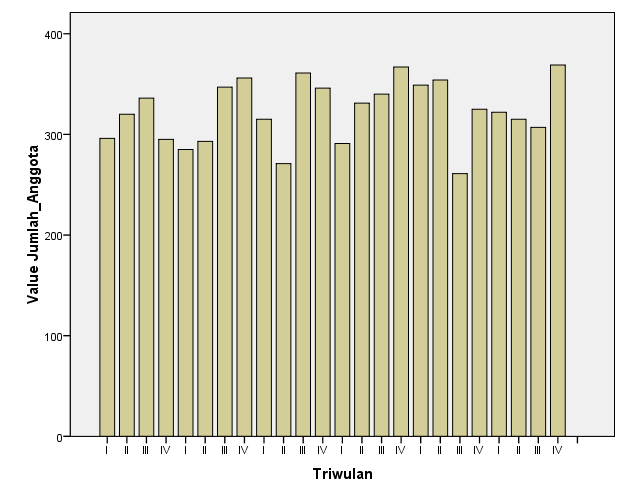 Value Jumlah_Anggota
400
300
200
100
0
I II III IV I II III IV I II III IV I II III IV I II III IV I II III IV
Triwulan